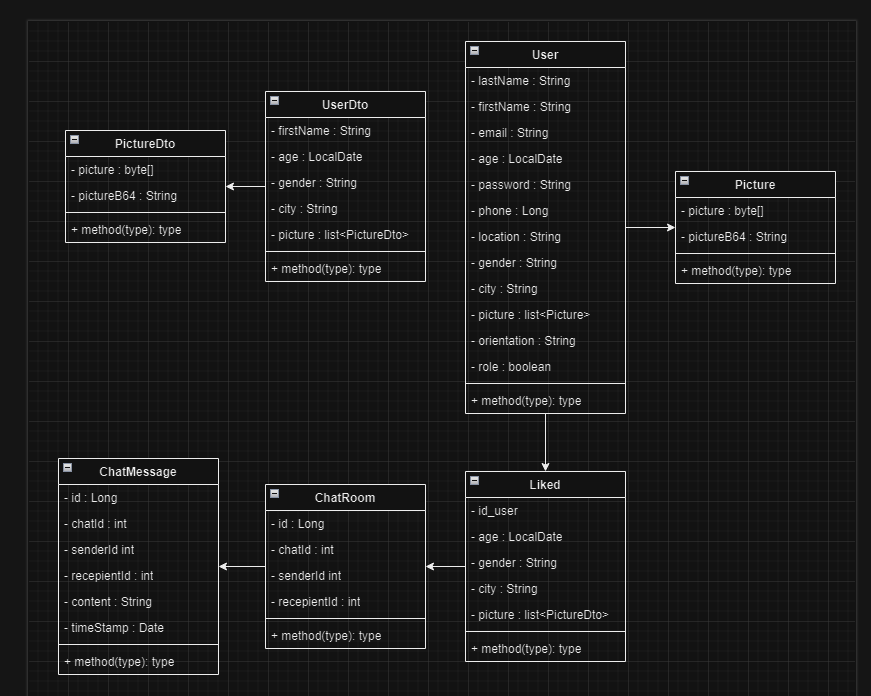 User
- lastName : String
- firstName : String
- email : String
- age : LocalDate
- password : String
- phone : Long
- location : String
- gender : String
- city : String
- picture : list<Picture>
- orientation : String
- role : boolean
+ method(type): type
UserDto
- firstName : String
- age : LocalDate
- gender : String
- city : String
- picture : list<PictureDto>
+ method(type): type
PictureDto
- picture : byte[]
- pictureB64 : String
+ method(type): type
Picture
- picture : byte[]
- pictureB64 : String
+ method(type): type
ChatMessage
- id : Long
- chatId : int
- senderId int
- recepientId : int
- content : String
- timeStamp : Date
+ method(type): type
ChatRoom
- id : Long
- chatId : int
- senderId int
- recepientId : int
+ method(type): type
Liked
- id_user
- age : LocalDate
- gender : String
- city : String
- picture : list<PictureDto>
+ method(type): type